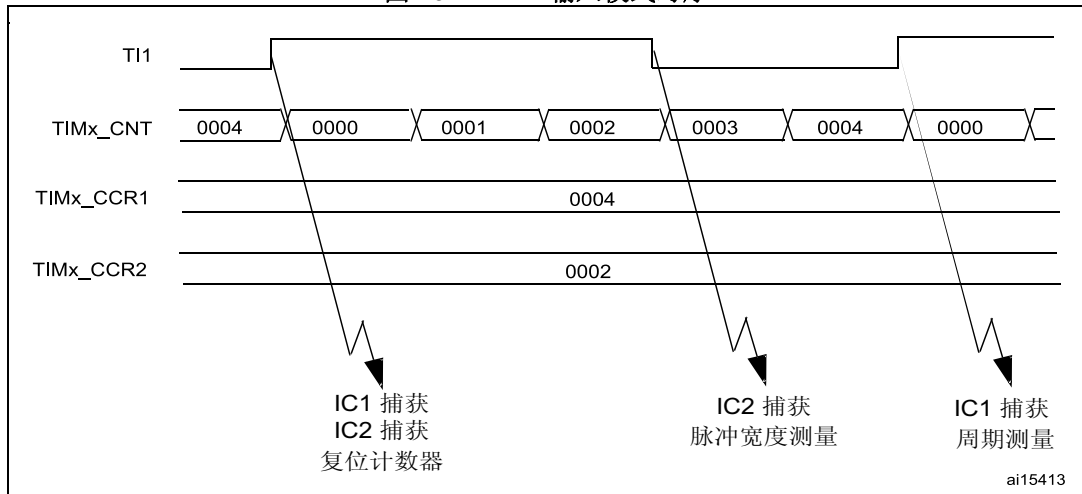 TI1
TIMx_CNT 0004 0000 0001 0002 0003 0004 0000
TIMx_CCR1 0004
TIMx_CCR2 0002
IC1 捕获
IC2 捕获
复位计数器
IC2 捕获
脉冲宽度测量
IC1 捕获
周期测量
ai15413